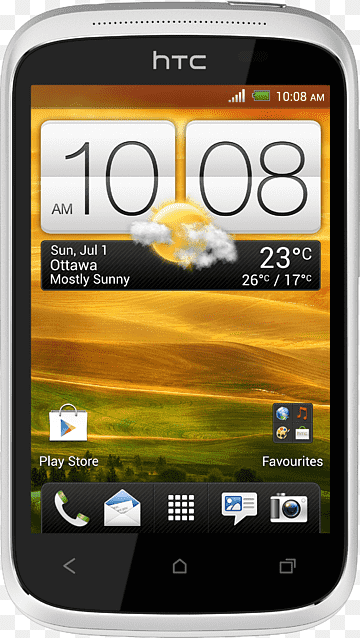 hTC
10:08 AM
AM 10 08
Sun, Jul 1
Ottawa
Mostly Sunny
23°C
26°C / 17°C
Play Store
Favourites